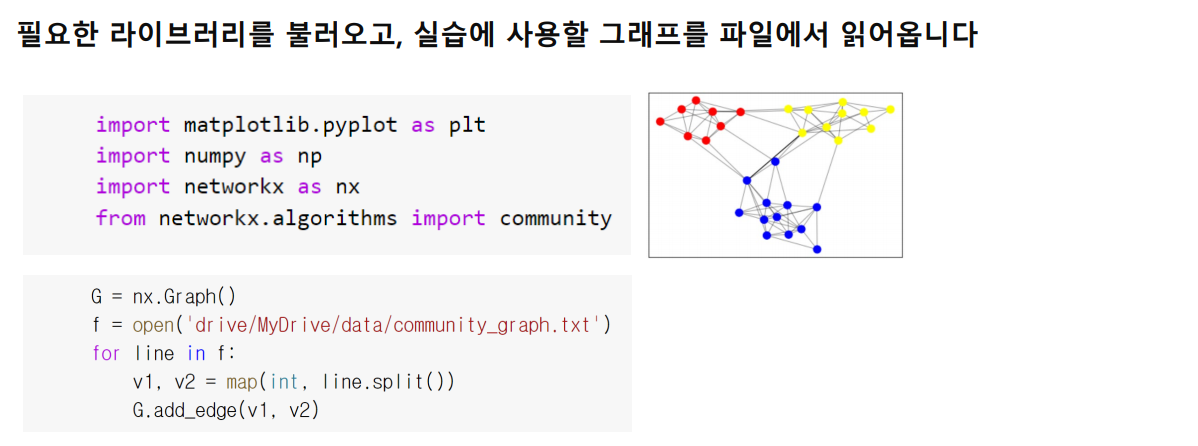 필요한 라이브러리를 불러오고, 실습에 사용할 그래프를 파일에서 읽어옵니다
import matplotlib.pyplot as plt
import numpy as np
import networkx as nx
from networkx.algorithms import community
G = nx.Graph()
f = open('drive/MyDrive/data/community_graph.txt')
for line in f:
    v1, v2 = map(int, line.split())
    G.add_edge(v1, v2)